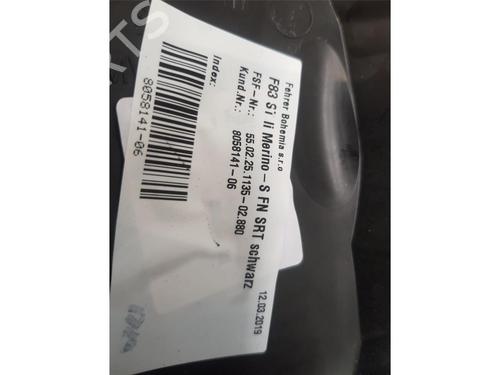 Fehrer Bohemia s.r.o
12.03.2019
F83 Si li Merino-S FN SRT schwarz
FSF-Nr.: 55.02.25.1135-02.880
Kund.Nr.: 8058141-06
Index:
8058141-06